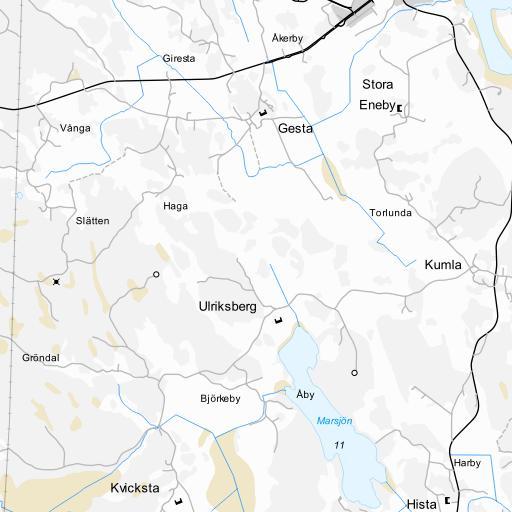 Åkerby
Giresta
Stora
Eneby
Vånga
Gesta
Haga
Torlunda
Slätten
Kumla
Ulriksberg
Gröndal
Björkeby
Åby
Marsjön
11
Harby
Kvicksta
Hista